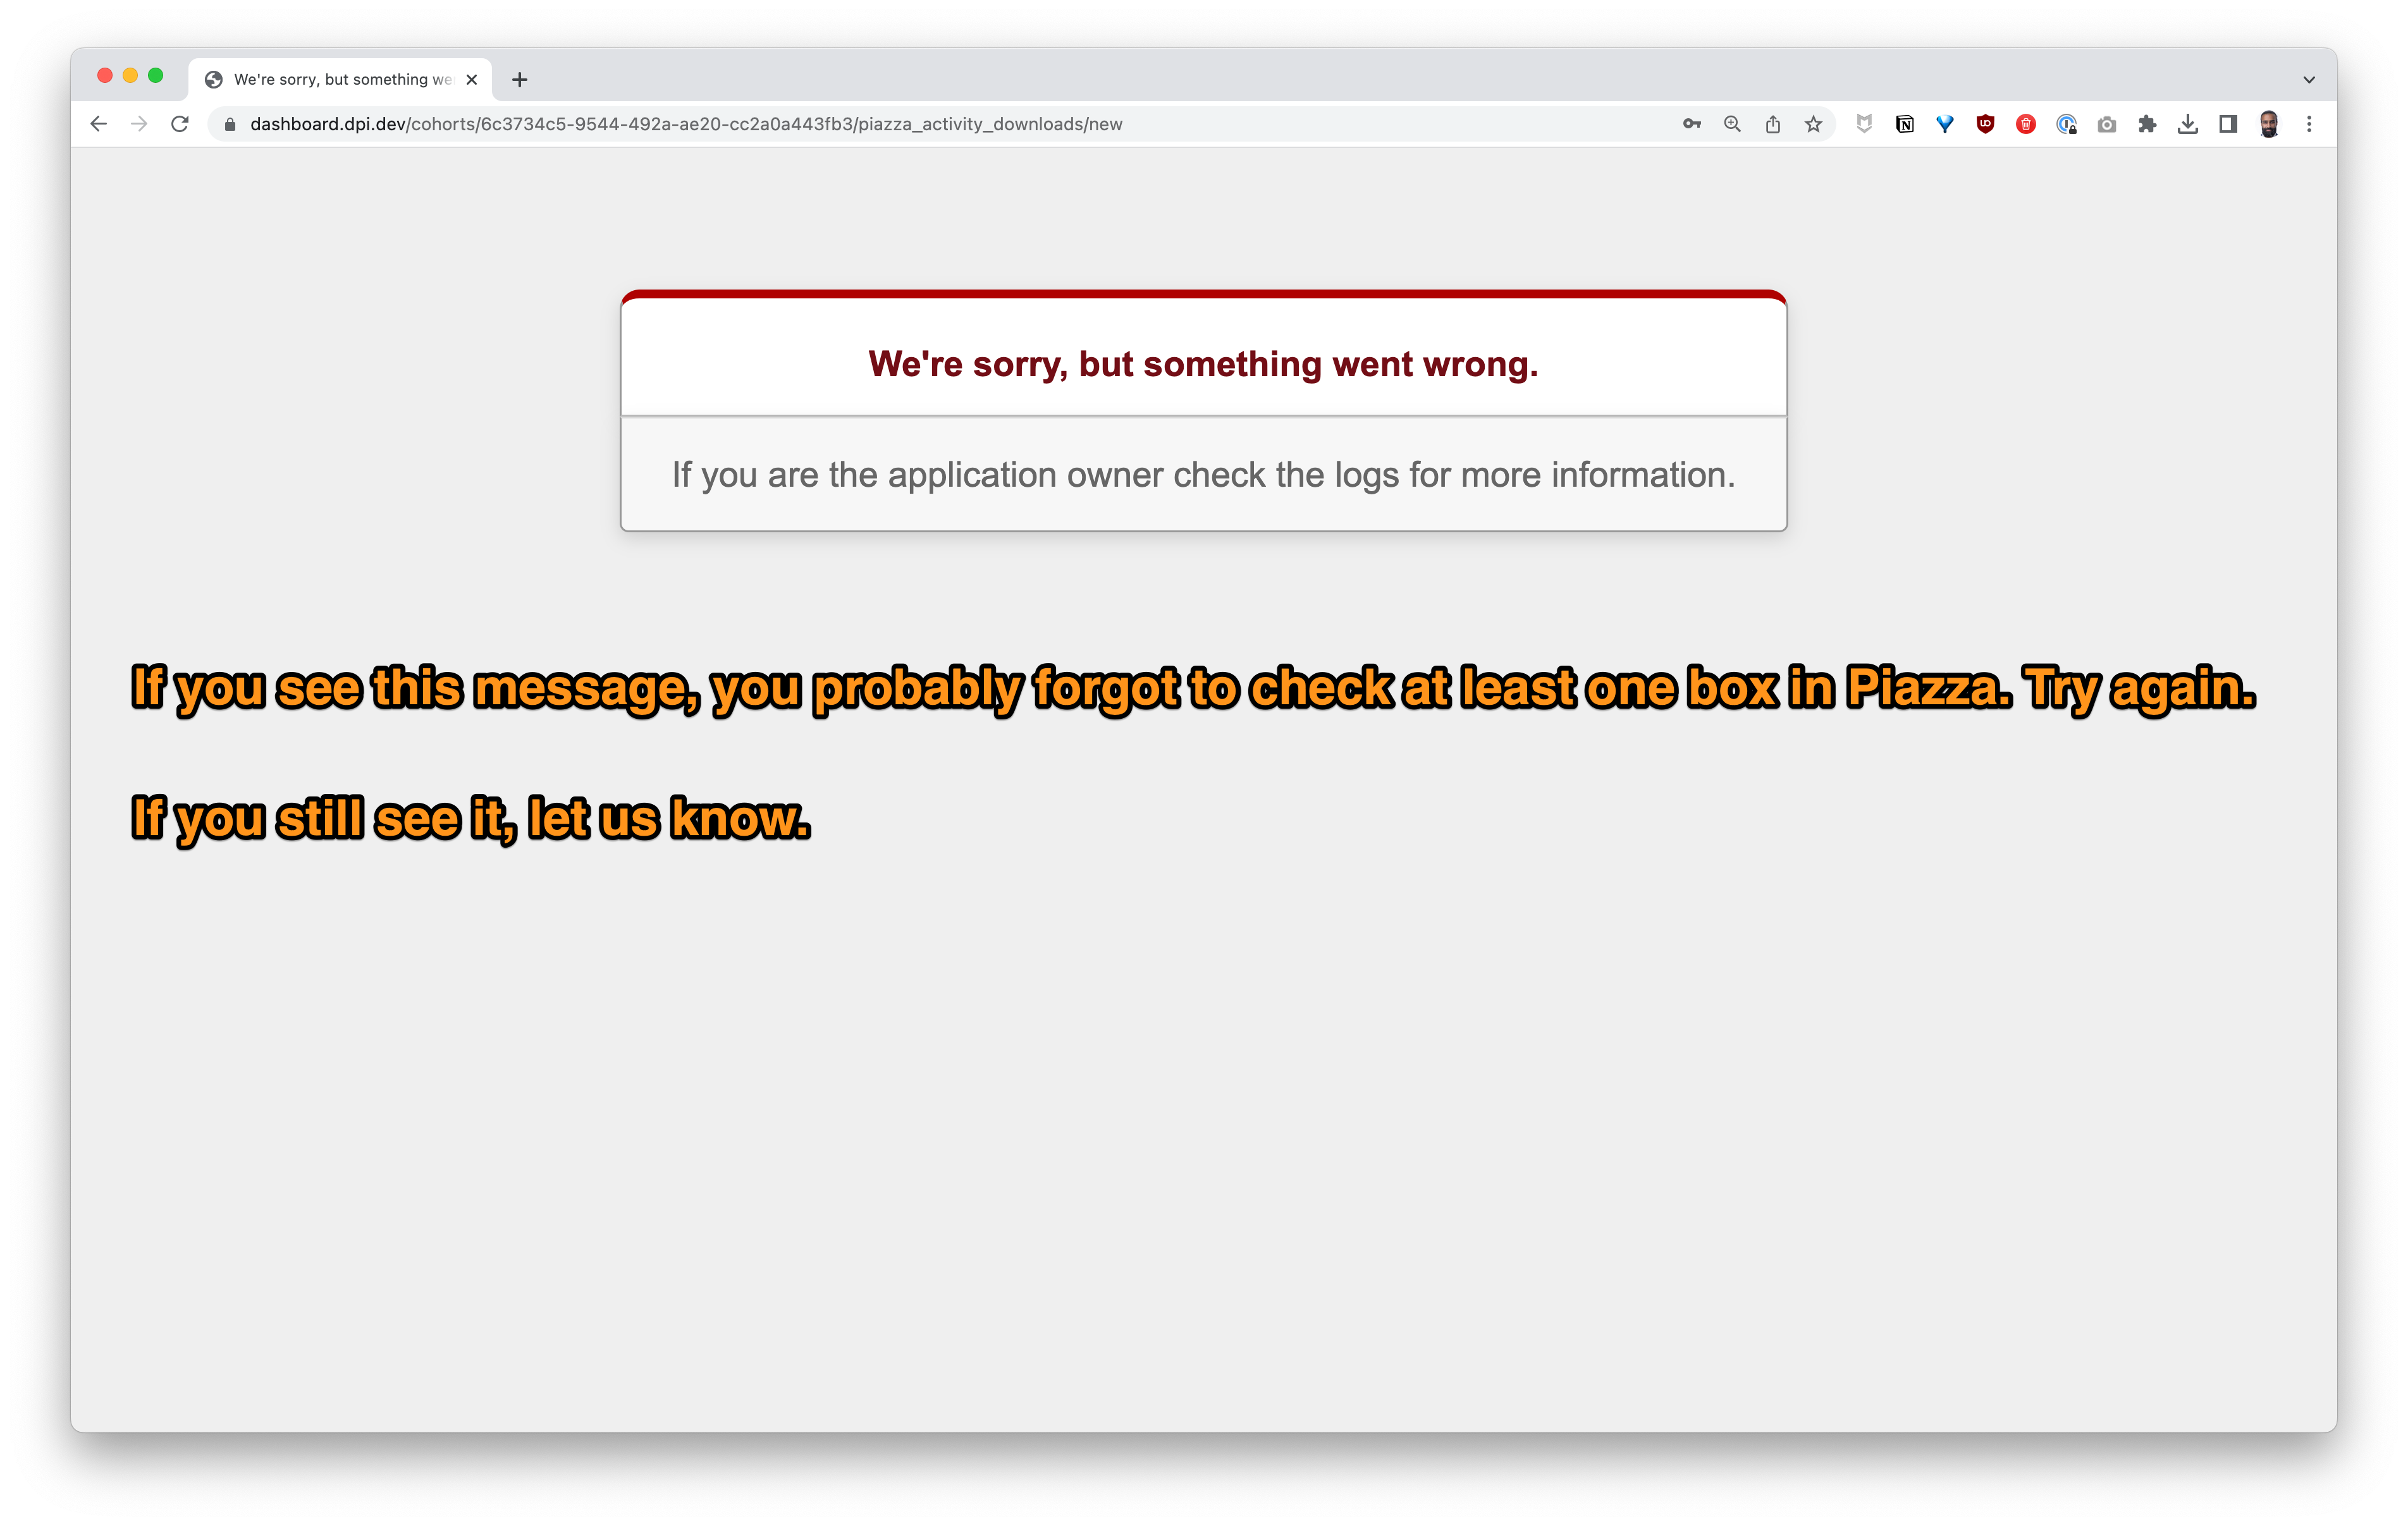 We're sorry, but something we
dashboard.dpi.dev/cohorts/6c3734c5-9544-492a-ae20-cc2a0a443fb3/piazza_activity_downloads/new
We're sorry, but something went wrong.
If you are the application owner check the logs for more information.
If you see this message, you probably forgot to check at least one box in Piazza. Try again.
If you still see it, let us know.